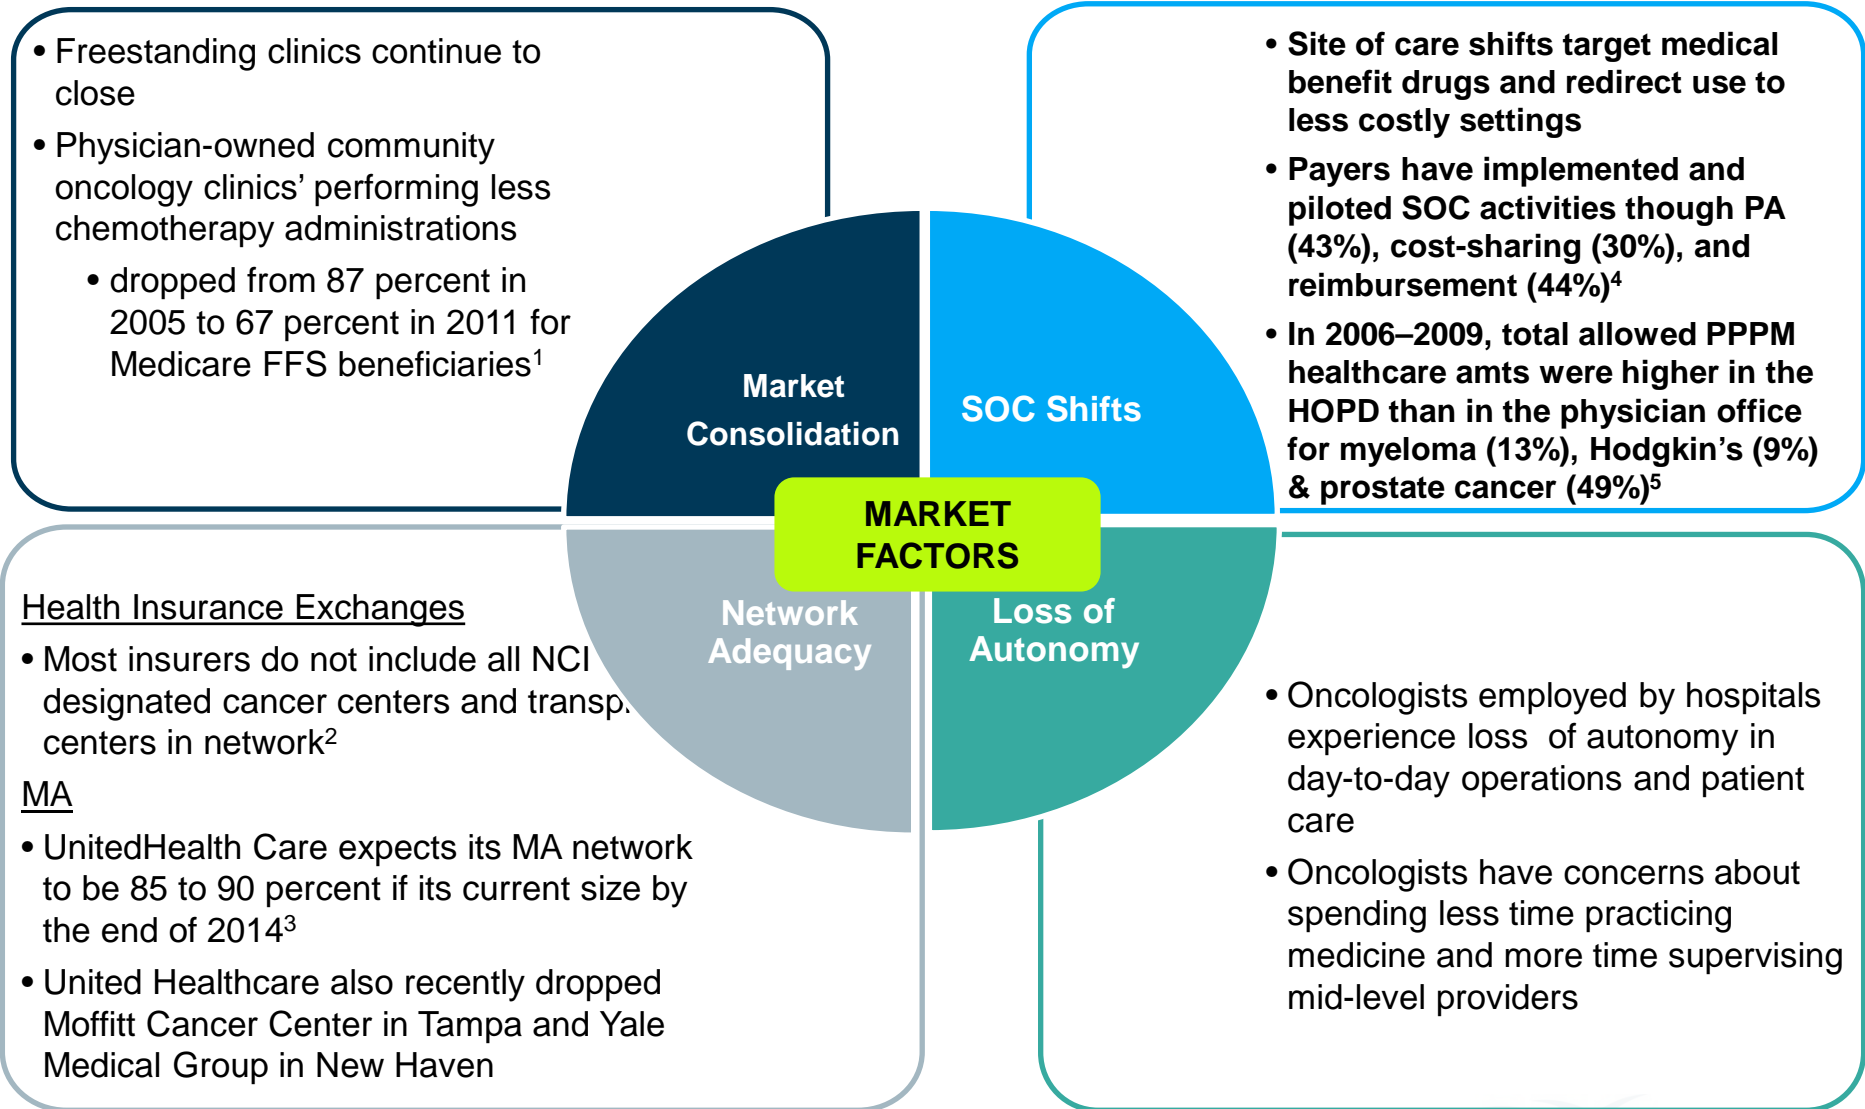 • Freestanding clinics continue to
close
• Physician-owned community
oncology clinics’ performing less
chemotherapy administrations
• dropped from 87 percent in
2005 to 67 percent in 2011 for
Medicare FFS beneficiaries1
• Site of care shifts target medical
benefit drugs and redirect use to
less costly settings
• Payers have implemented and
piloted SOC activities though PA
(43%), cost-sharing (30%), and
reimbursement (44%)4
• In 2006–2009, total allowed PPPM
healthcare amts were higher in the
HOPD than in the physician office
for myeloma (13%), Hodgkin’s (9%)
& prostate cancer (49%)5
Market
Consolidation
SOC Shifts
MARKET
FACTORS
Network
Adequacy
Loss of
Autonomy
Health Insurance Exchanges
• Most insurers do not include all NCI
designated cancer centers and
centers in network2
MA
• UnitedHealth Care expects its MA network
to be 85 to 90 percent if its current size by
the end of 20143
• United Healthcare also recently dropped
Moffitt Cancer Center in Tampa and Yale
Medical Group in New Haven
• Oncologists employed by hospitals
experience loss of autonomy in
day-to-day operations and patient
care
• Oncologists have concerns about
spending less time practicing
medicine and more time supervising
mid-level providers